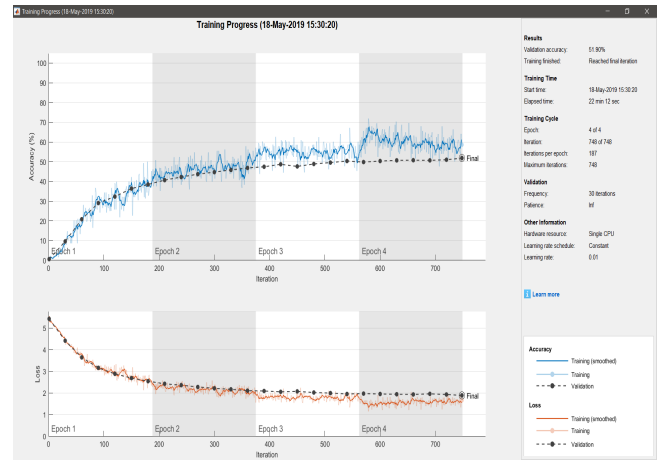 Training Progress (18-May-2019 15:30:20)
Training Progress (18-May-2019 15:30:20)
Accuracy (%)
100
90
80
70
60
50
40
30
20
10
0
Final
Epoch 1
Epoch 2
Epoch 3
Epoch 4
0
100
200
300
400
500
600
700
Iteration
Loss
5
4
3
2
1
0
Final
Epoch 1
Epoch 2
Epoch 3
Epoch 4
0
100
200
300
400
500
600
700
Iteration
Results
Validation accuracy: 51.90%
Training finished: Reached final iteration
Training Time
Start time: 18-May-2019 15:30:20
Elapsed time: 22 min 12 sec
Training Cycle
Epoch: 4 of 4
Iteration: 748 of 748
Iterations per epoch: 187
Maximum iterations: 748
Validation
Frequency: 30 iterations
Patience: Inf
Other Information
Hardware resource: Single CPU
Learning rate schedule: Constant
Learning rate: 0.01
i Learn more
Accuracy
Training (smoothed)
Training
Validation
Loss
Training (smoothed)
Training
Validation